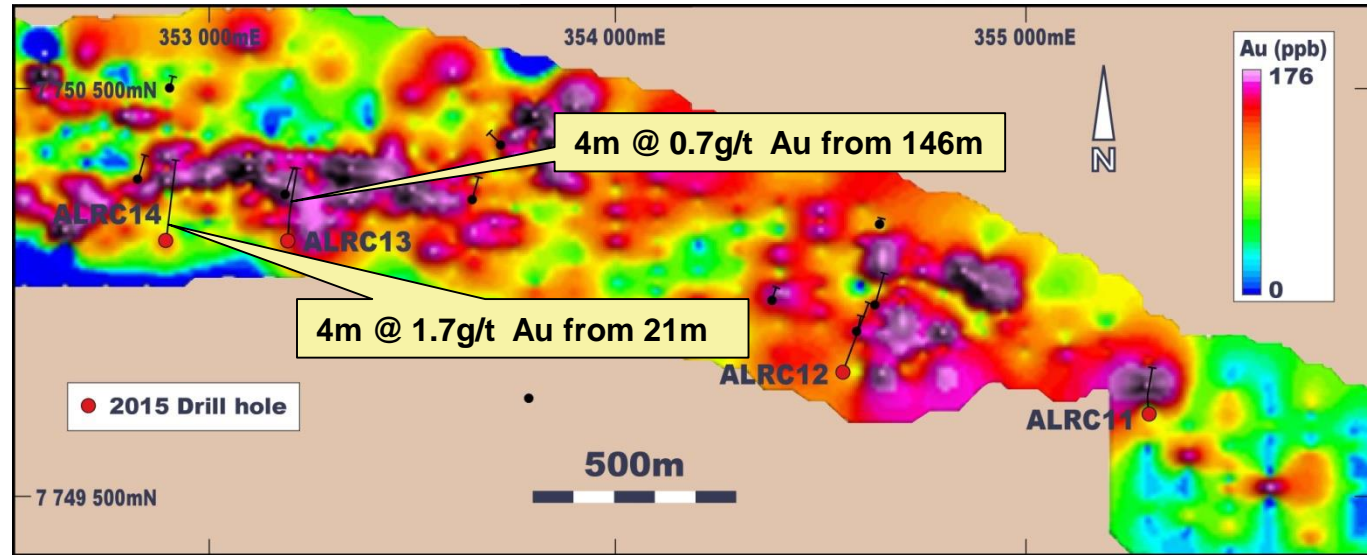 353 000mE
354 000mE
355 000mE
Au (ppb)
176
0
7 750 500mN
N
4m @ 0.7g/t Au from 146m
ALRC14
ALRC13
4m @ 1.7g/t Au from 21m
ALRC12
ALRC11
2015 Drill hole
500m
7 749 500mN